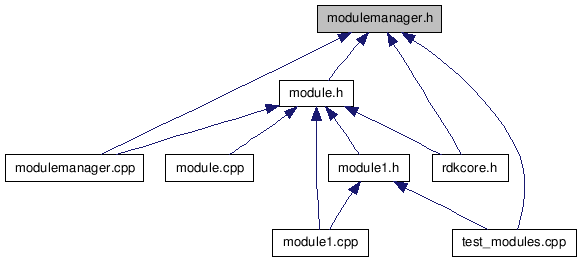 modulemanager.h
module.h
modulemanager.cpp
module.cpp
module1.h
rdkcore.h
module1.cpp
test_modules.cpp